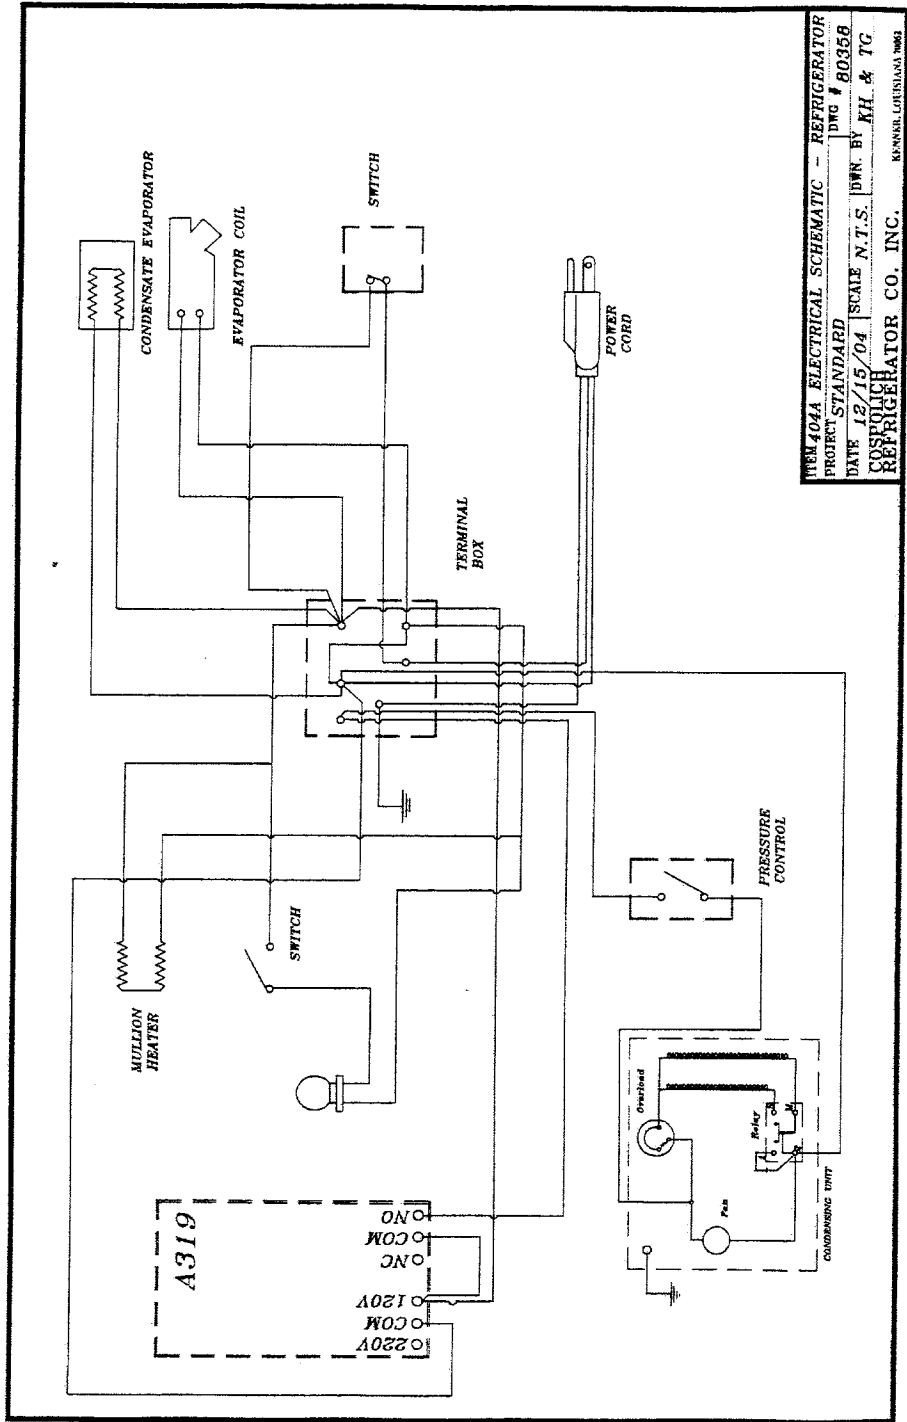 ITEM 404A ELECTRICAL SCHEMATIC - REFRIGERATOR
PROJECT STANDARD
DWG # 80358
DATE 12/15/04
SCALE N.T.S.
DWN. BY KH & TG
COSPOLICH
REFRIGERATOR CO. INC.
KENNER, LOUISIANA 70062
CONDENSATE EVAPORATOR
EVAPORATOR COIL
SWITCH
POWER
CORD
TERMINAL
BOX
MULLION
HEATER
SWITCH
PRESSURE
CONTROL
A319
NO
COM
NC
120V
COM
220V
Overload
Relay
S
M
Fan
CONDENSING UNIT